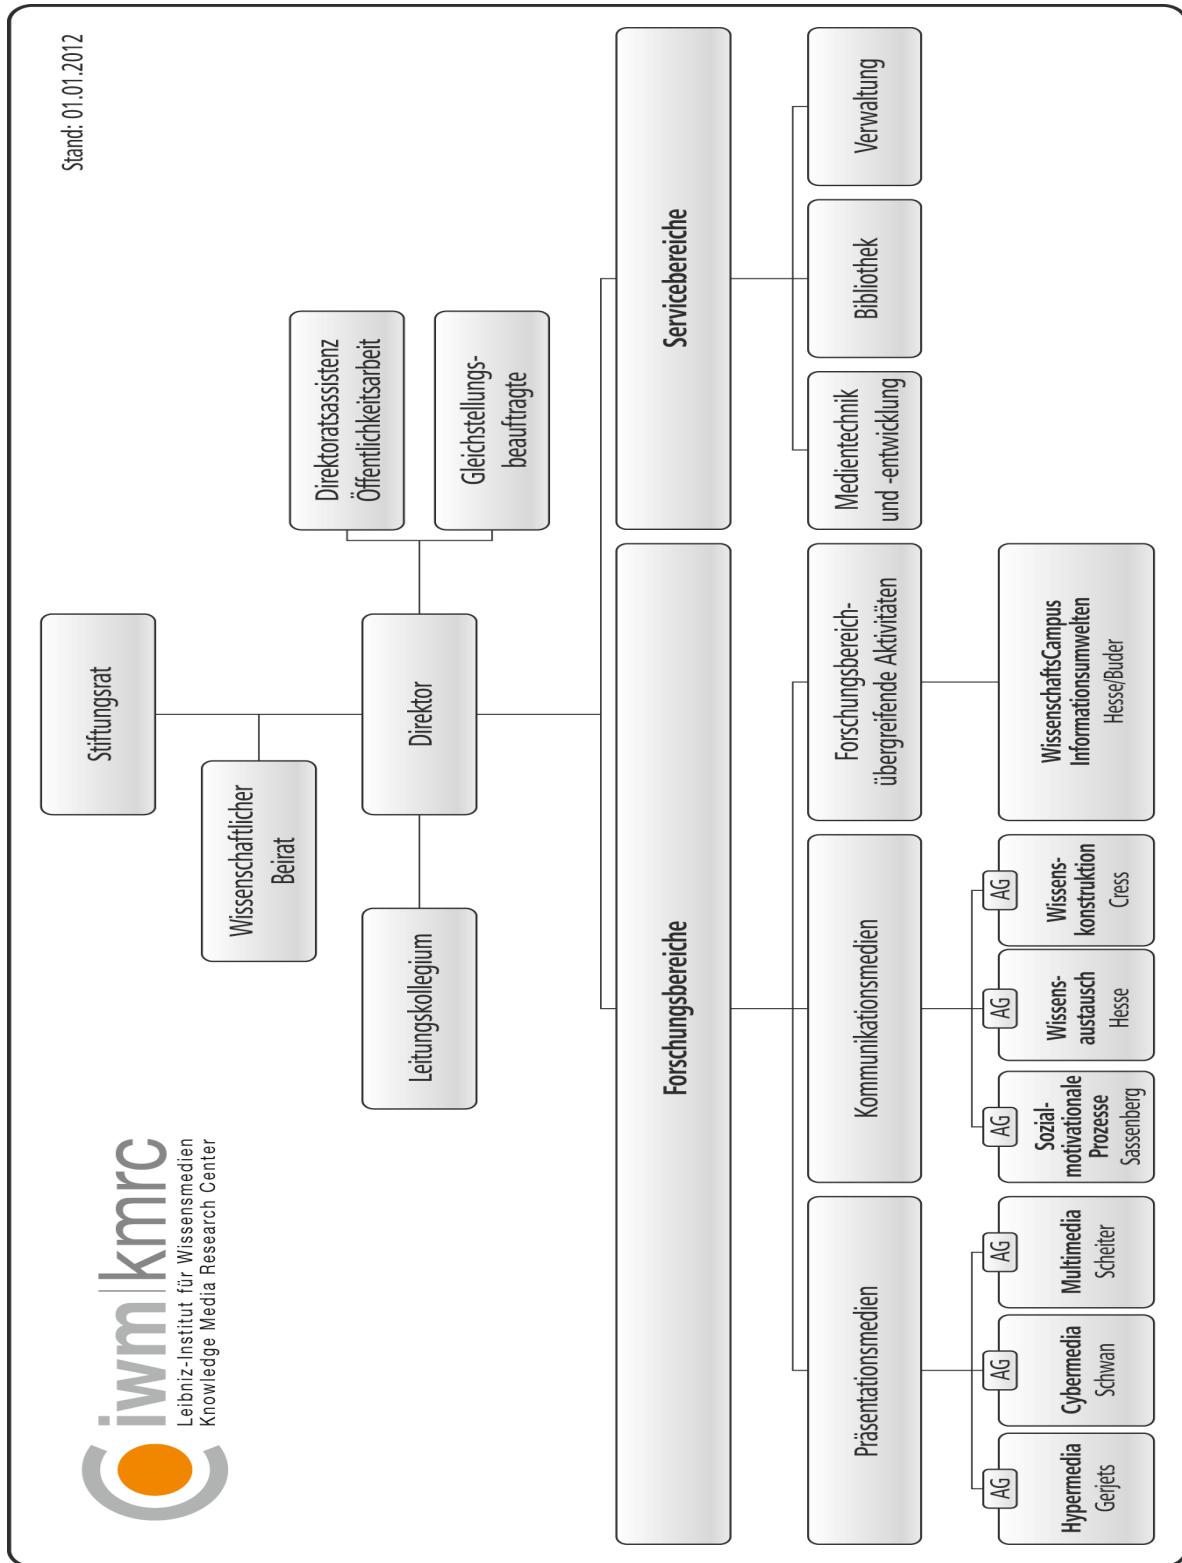 iwm|kmrc
Leibniz-Institut für Wissensmedien
Knowledge Media Research Center
Stand: 01.01.2012
Stiftungsrat
Wissenschaftlicher
Beirat
Leitungskollegium
Direktor
Direktoratsassistenz
Öffentlichkeitsarbeit
Gleichstellungs-
beauftragte
Forschungsbereiche
Servicebereiche
Präsentationsmedien
Kommunikationsmedien
Forschungsbereich-
übergreifende Aktivitäten
Medientechnik
und -entwicklung
Bibliothek
Verwaltung
AG
Hypermedia
Gerjets
AG
Cybermedia
Schwan
AG
Multimedia
Scheiter
AG
Sozial-
motivationale
Prozesse
Sassenberg
AG
Wissens-
austausch
Hesse
AG
Wissens-
konstruktion
Cress
WissenschaftsCampus
Informationsumwelten
Hesse/Buder